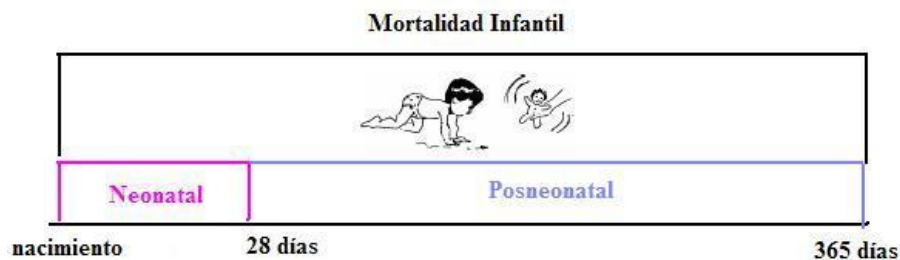 Mortalidad Infantil
Neonatal
Posneonatal
nacimiento
28 días
365 días